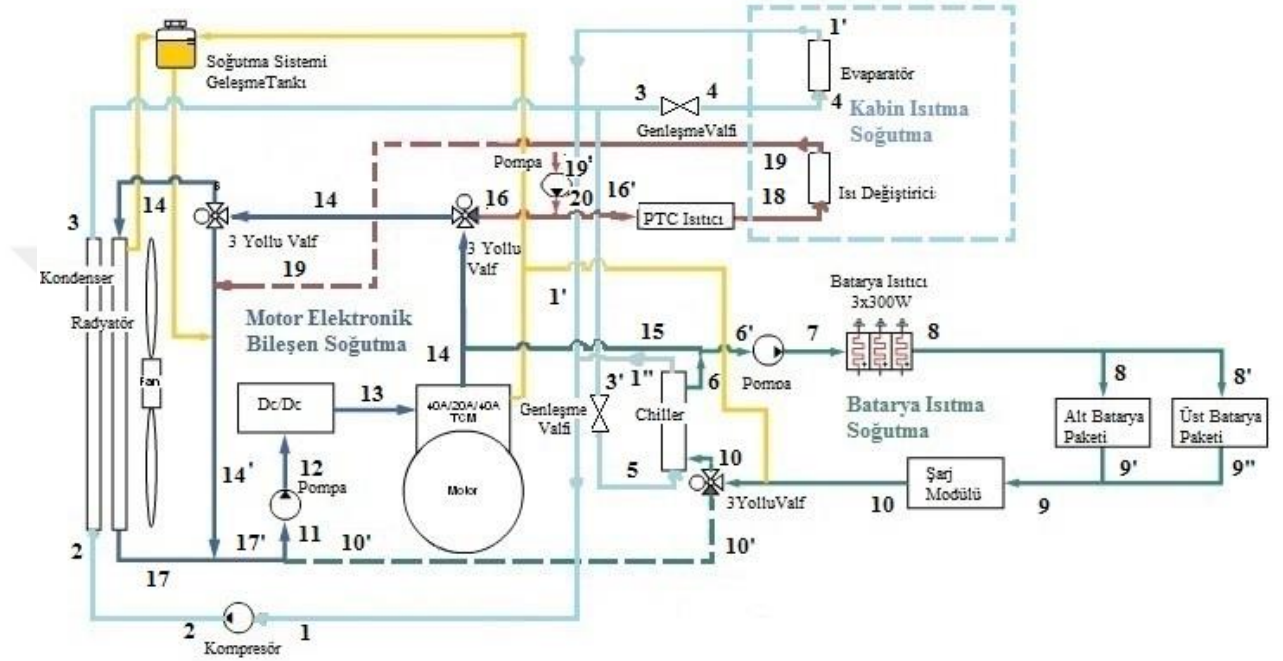 1'
Soğutma Sistemi
GeleşmeTankı
Evaparatör
3
4
4
GenleşmeValfi
Kabin Isıtma
Soğutma
Pompa
19'
19
14
14
16
20
16'
PTC Isıtıcı
18
Isı Değiştirici
3
3 Yollu Valf
3 Yollu
Valf
Kondenser
19
Radyatör
Motor Elektronik
Bileşen Soğutma
1'
Batarya Isıtıcı
3x300W
15
6'
7
8
14
1"
6
Pompa
8
8'
Fan
Dc/Dc
13
40A/20A/40A
TCM
Genleşme
Valfi
3'
Chiller
Batarya Isıtma
Soğutma
Alt Batarya
Paketi
Üst Batarya
Paketi
14'
12
Pompa
Motor
5
10
3YolluValf
10
Şarj
Modülü
9
9'
9"
2
17'
11
10'
10'
17
2
1
Kompresör